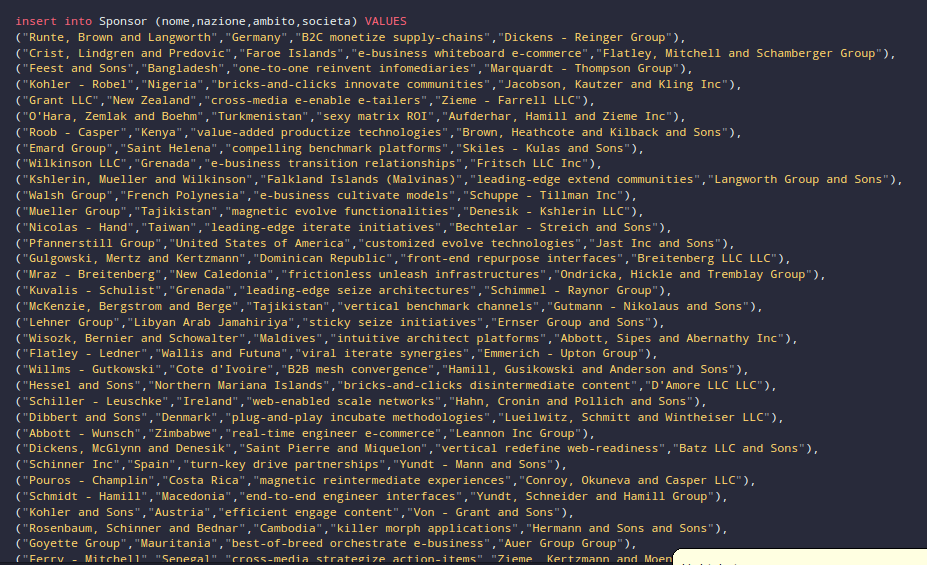 insert into Sponsor (nome,nazione,ambito,societa) VALUES
("Runte, Brown and Langworth","Germany","B2C monetize supply-chains","Dickens - Reinger Group"),
("Crist, Lindgren and Predovic","Faroe Islands","e-business whiteboard e-commerce","Flatley, Mitchell and Schamberger Group"),
("Feest and Sons","Bangladesh","one-to-one reinvent infomediaries","Marquardt - Thompson Group"),
("Kohler - Robel","Nigeria","bricks-and-clicks innovate communities","Jacobson, Kautzer and Kling Inc"),
("Grant LLC","New Zealand","cross-media e-enable e-tailers","Zieme - Farrell LLC"),
("O'Hara, Zemlak and Boehm","Turkmenistan","sexy matrix ROI","Aufderhar, Hamill and Zieme Inc"),
("Roob - Casper","Kenya","value-added productize technologies","Brown, Heathcote and Kilback and Sons"),
("Emard Group","Saint Helena","compelling benchmark platforms","Skiles - Kulas and Sons"),
("Wilkinson LLC","Grenada","e-business transition relationships","Fritsch LLC Inc"),
("Kshlerin, Mueller and Wilkinson","Falkland Islands (Malvinas)","leading-edge extend communities","Langworth Group and Sons"),
("Walsh Group","French Polynesia","e-business cultivate models","Schuppe - Tillman Inc"),
("Mueller Group","Tajikistan","magnetic evolve functionalities","Denesik - Kshlerin LLC"),
("Nicolas - Hand","Taiwan","leading-edge iterate initiatives","Bechtelar - Streich and Sons"),
("Pfannerstill Group","United States of America","customized evolve technologies","Jast Inc and Sons"),
("Gulgowski, Mertz and Kertzmann","Dominican Republic","front-end repurpose interfaces","Breitenberg LLC LLC"),
("Mraz - Breitenberg","New Caledonia","frictionless unleash infrastructures","Ondricka, Hickle and Tremblay Group"),
("Kuvalis - Schulist","Grenada","leading-edge seize architectures","Schimmel - Raynor Group"),
("McKenzie, Bergstrom and Berge","Tajikistan","vertical benchmark channels","Gutmann - Nikolaus and Sons"),
("Lehner Group","Libyan Arab Jamahiriya","sticky seize initiatives","Ernser Group and Sons"),
("Wisozk, Bernier and Schowalter","Maldives","intuitive architect platforms","Abbott, Sipes and Abernathy Inc"),
("Flatley - Ledner","Wallis and Futuna","viral iterate synergies","Emmerich - Upton Group"),
("Willms - Gutkowski","Cote d'Ivoire","B2B mesh convergence","Hamill, Gusikowski and Anderson and Sons"),
("Hessel and Sons","Northern Mariana Islands","bricks-and-clicks disintermediate content","D'Amore LLC LLC"),
("Schiller - Leuschke","Ireland","web-enabled scale networks","Hahn, Cronin and Pollich and Sons"),
("Dibbert and Sons","Denmark","plug-and-play incubate methodologies","Lueilwitz, Schmitt and Wintheiser LLC"),
("Abbott - Wunsch","Zimbabwe","real-time engineer e-commerce","Leannon Inc Group"),
("Dickens, McGlynn and Denesik","Saint Pierre and Miquelon","vertical redefine web-readiness","Batz LLC and Sons"),
("Schinner Inc","Spain","turn-key drive partnerships","Yundt - Mann and Sons"),
("Pouros - Champlin","Costa Rica","magnetic reintermediate experiences","Conroy, Okuneva and Casper LLC"),
("Schmidt - Hamill","Macedonia","end-to-end engineer interfaces","Yundt, Schneider and Hamill Group"),
("Kohler and Sons","Austria","efficient engage content","Von - Grant and Sons"),
("Rosenbaum, Schinner and Bednar","Cambodia","killer morph applications","Hermann and Sons and Sons"),
("Goyette Group","Mauritania","best-of-breed orchestrate e-business","Auer Group Group"),
("Ferry - Mitchell","Senegal","cross-media strategize action-items","Zieme, Kertzmann and Moen